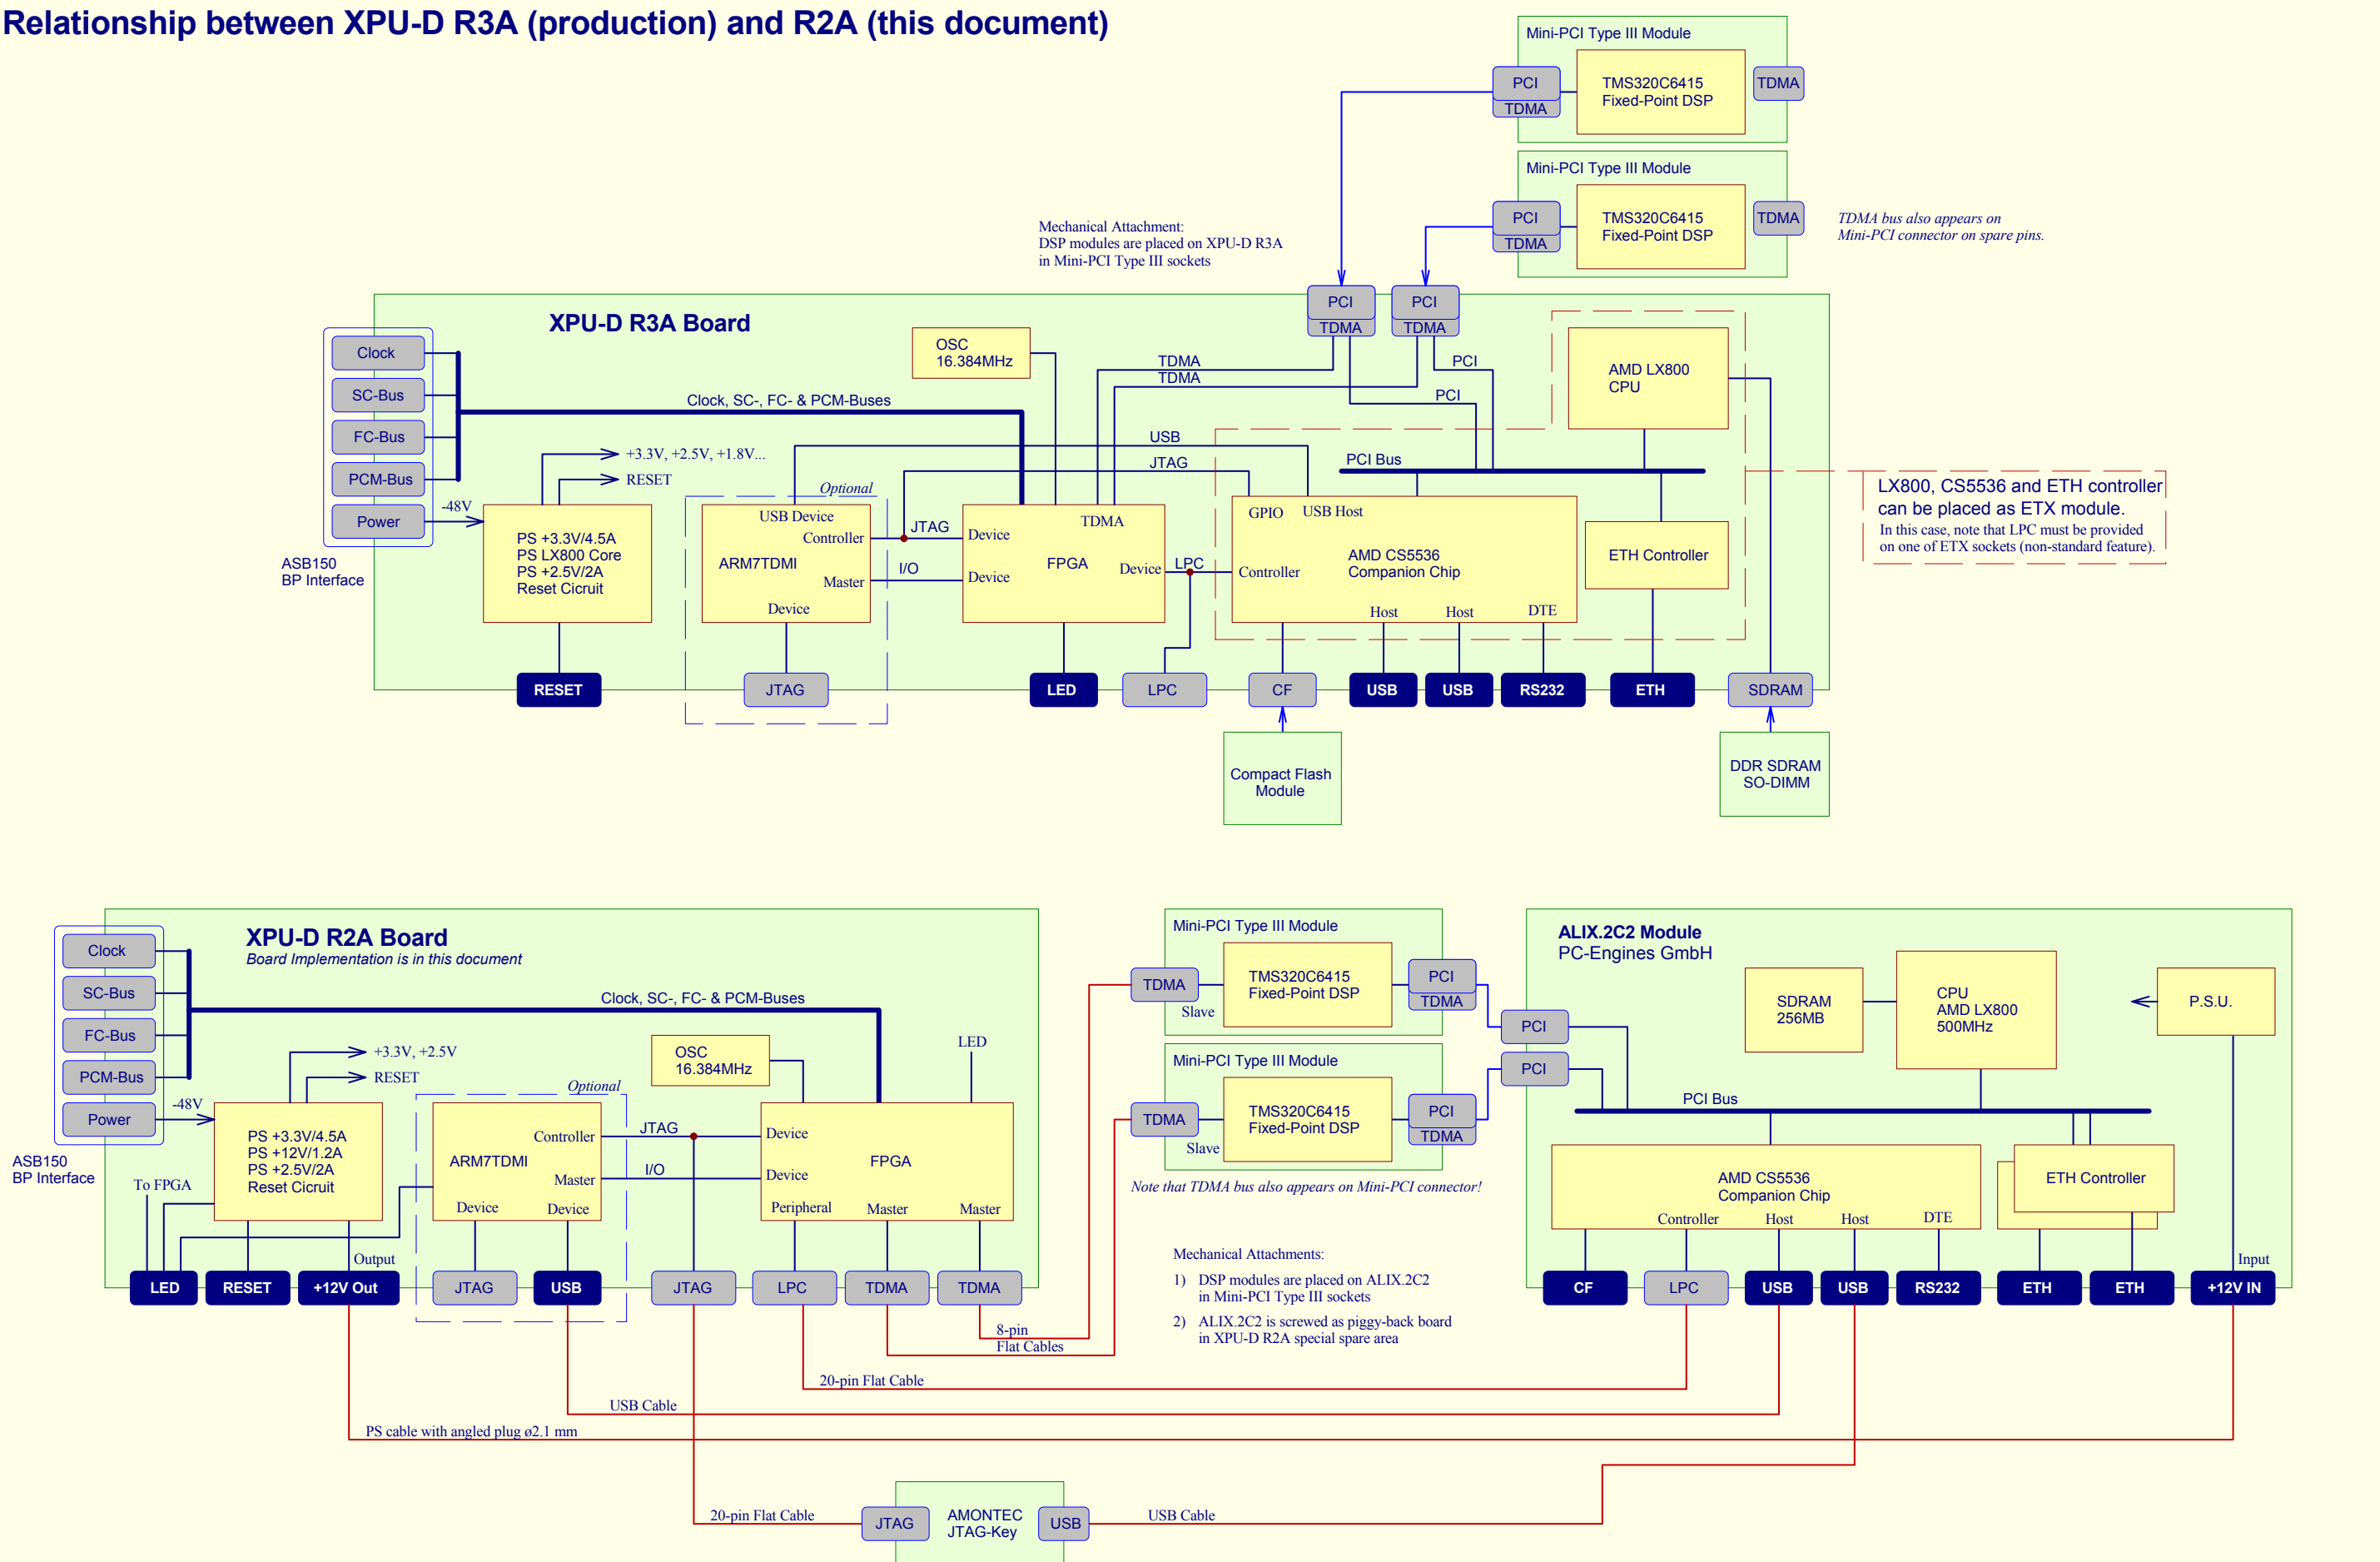 Relationship between XPU-D R3A (production) and R2A (this document)
Mini-PCI Type III Module
PCI
TDMA
TMS320C6415
Fixed-Point DSP
TDMA
Mini-PCI Type III Module
PCI
TDMA
TMS320C6415
Fixed-Point DSP
TDMA
TDMA bus also appears on
Mini-PCI connector on spare pins.
Mechanical Attachment:
DSP modules are placed on XPU-D R3A
in Mini-PCI Type III sockets
XPU-D R3A Board
PCI
TDMA
PCI
TDMA
Clock
SC-Bus
FC-Bus
PCM-Bus
Power
ASB150
BP Interface
-48V
Clock, SC-, FC- & PCM-Buses
OSC
16.384MHz
TDMA
TDMA
PCI
PCI
AMD LX800
CPU
+3.3V, +2.5V, +1.8V...
RESET
USB
JTAG
PCI Bus
Optional
LX800, CS5536 and ETH controller
can be placed as ETX module.
In this case, note that LPC must be provided
on one of ETX sockets (non-standard feature).
PS +3.3V/4.5A
PS LX800 Core
PS +2.5V/2A
Reset Cicruit
USB Device
Controller
ARM7TDMI
Master
Device
JTAG
I/O
Device
TDMA
FPGA
Device
Device
LPC
GPIO
USB Host
AMD CS5536
Companion Chip
Controller
Host
Host
DTE
ETH Controller
RESET
JTAG
LED
LPC
CF
USB
USB
RS232
ETH
SDRAM
Compact Flash
Module
DDR SDRAM
SO-DIMM
XPU-D R2A Board
Board Implementation is in this document
Clock
SC-Bus
FC-Bus
PCM-Bus
Power
ASB150
BP Interface
-48V
Clock, SC-, FC- & PCM-Buses
OSC
16.384MHz
LED
+3.3V, +2.5V
RESET
Optional
PS +3.3V/4.5A
PS +12V/1.2A
PS +2.5V/2A
Reset Cicruit
To FPGA
Output
Controller
ARM7TDMI
Master
Device
Device
JTAG
I/O
Device
Device
FPGA
Peripheral
Master
Master
LED
RESET
+12V Out
JTAG
USB
JTAG
LPC
TDMA
TDMA
Mini-PCI Type III Module
TDMA
Slave
TMS320C6415
Fixed-Point DSP
PCI
TDMA
Mini-PCI Type III Module
TDMA
Slave
TMS320C6415
Fixed-Point DSP
PCI
TDMA
Note that TDMA bus also appears on Mini-PCI connector!
Mechanical Attachments:
1) DSP modules are placed on ALIX.2C2
in Mini-PCI Type III sockets
2) ALIX.2C2 is screwed as piggy-back board
in XPU-D R2A special spare area
ALIX.2C2 Module
PC-Engines GmbH
PCI
PCI
SDRAM
256MB
CPU
AMD LX800
500MHz
P.S.U.
PCI Bus
AMD CS5536
Companion Chip
Controller
Host
Host
DTE
ETH Controller
Input
CF
LPC
USB
USB
RS232
ETH
ETH
+12V IN
8-pin
Flat Cables
20-pin Flat Cable
USB Cable
PS cable with angled plug ø2.1 mm
20-pin Flat Cable
JTAG
AMONTEC
JTAG-Key
USB
USB Cable